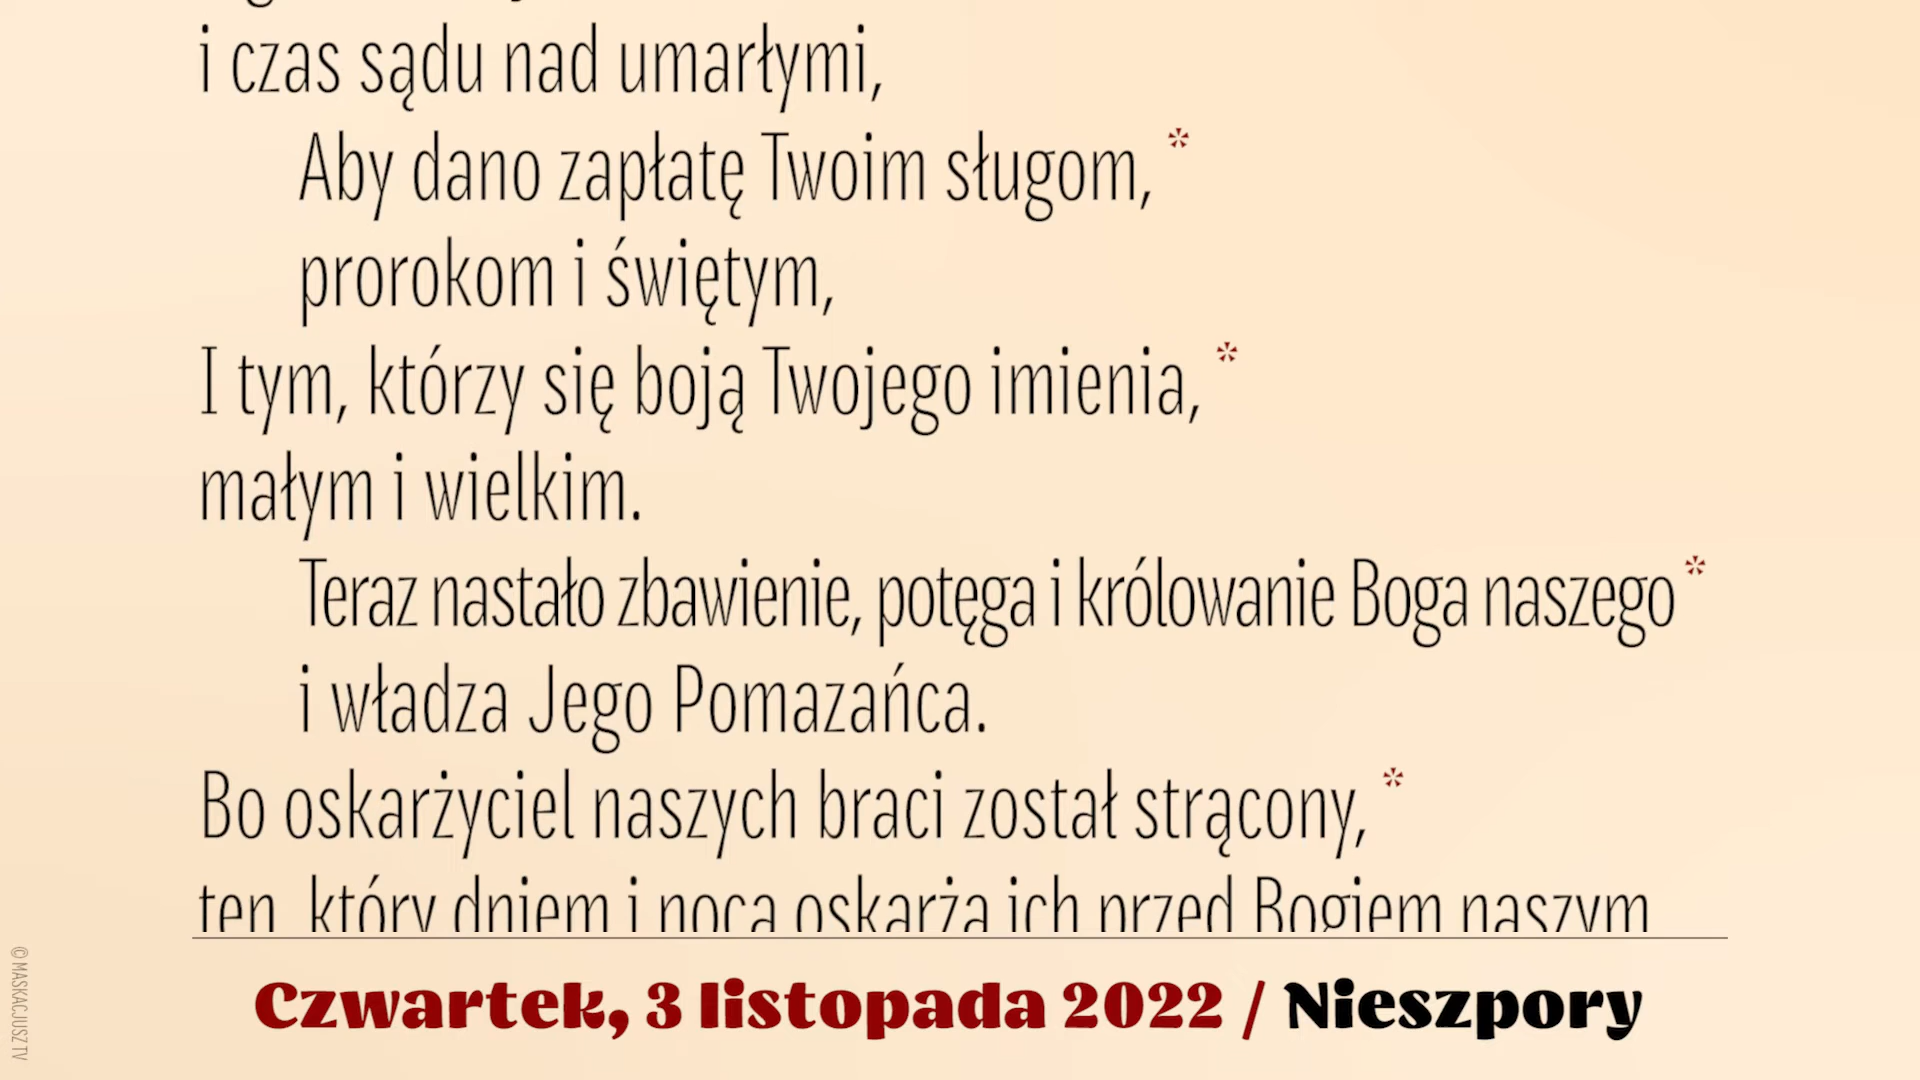 i czas sądu nad umarłymi,
Aby dano zapłatę Twoim sługom, *
prorokom i świętym,
I tym, którzy się boją Twojego imienia, *
małym i wielkim.
Teraz nastało zbawienie, potęga i królowanie Boga naszego *
i władza Jego Pomazańca.
Bo oskarżyciel naszych braci został strącony, *
ten, który dniem i nocą oskarża ich przed Bogiem naszym
Czwartek, 3 listopada 2022 / Nieszpory
© MASKACJUSZ TV